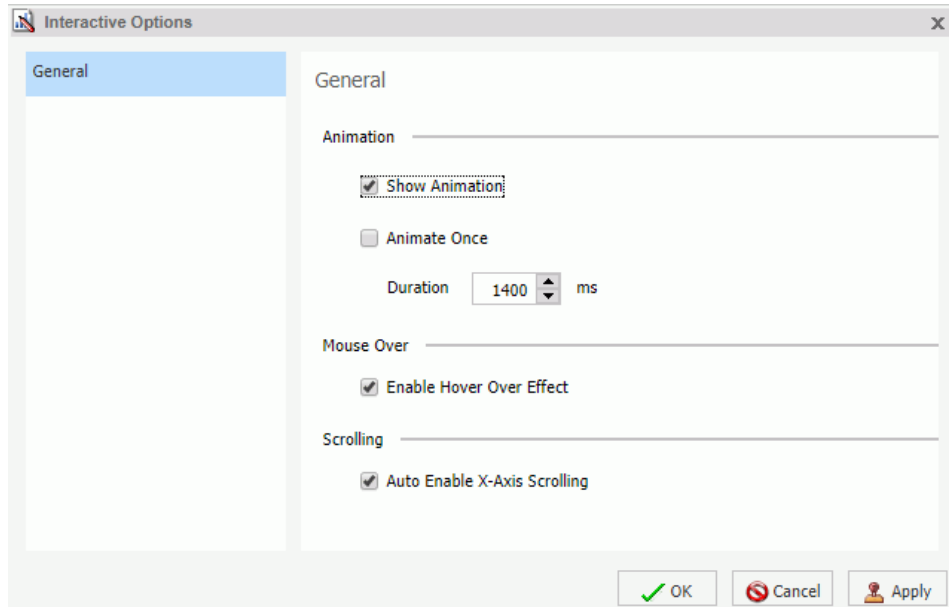 Interactive Options
General
General
Animation
Show Animation
Animate Once
Duration 1400 ms
Mouse Over
Enable Hover Over Effect
Scrolling
Auto Enable X-Axis Scrolling
OK Cancel Apply